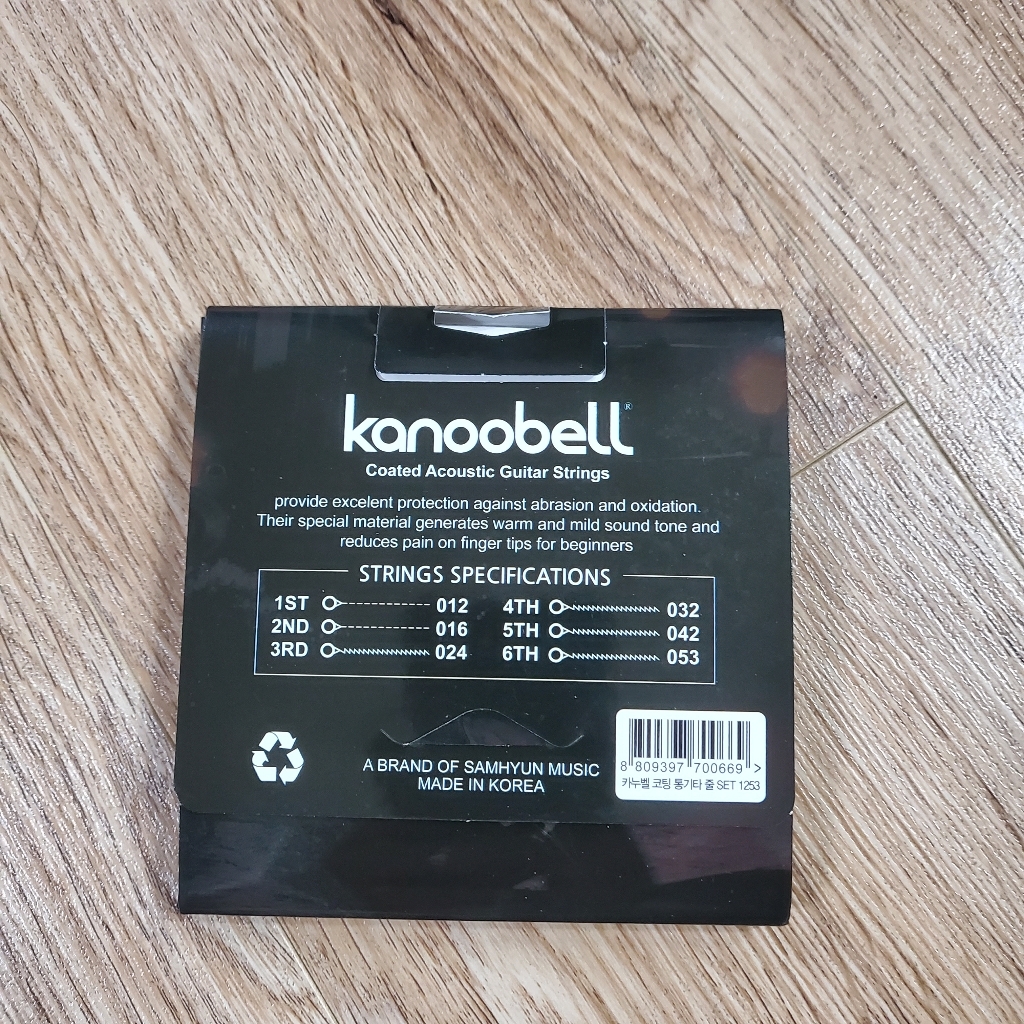 kanoobell®
Coated Acoustic Guitar Strings
provide excelent protection against abrasion and oxidation.
Their special material generates warm and mild sound tone and
reduces pain on finger tips for beginners
STRINGS SPECIFICATIONS
1ST 012 4TH 032
2ND 016 5TH 042
3RD 024 6TH 053
A BRAND OF SAMHYUN MUSIC
MADE IN KOREA
8 809397 700669 >
카누벨 코팅 통기타 줄 SET 1253